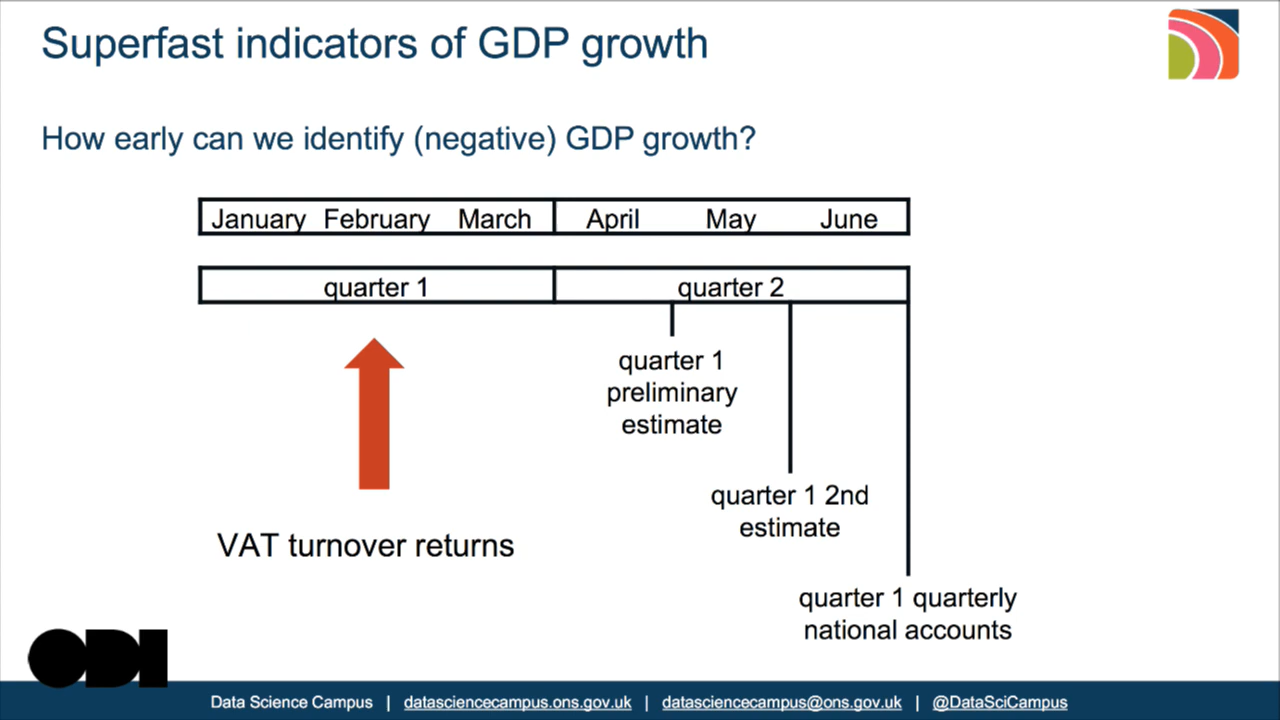 Superfast indicators of GDP growth
How early can we identify (negative) GDP growth?
January February March April May June
quarter 1 quarter 2
quarter 1
preliminary
estimate
quarter 1 2nd
estimate
VAT turnover returns
quarter 1 quarterly
national accounts
ODI
Data Science Campus | datasciencecampus.ons.gov.uk | datasciencecampus@ons.gov.uk | @DataSciCampus